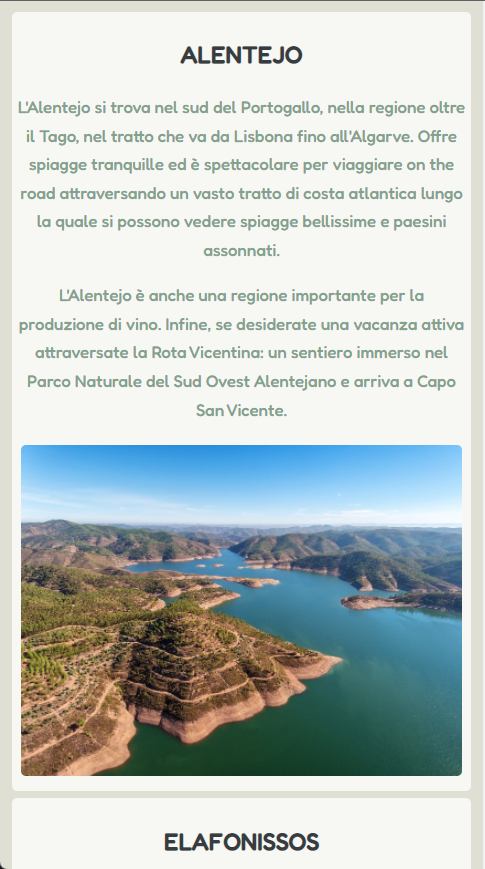 ALENTEJO
L'Alentejo si trova nel sud del Portogallo, nella regione oltre
il Tago, nel tratto che va da Lisbona fino all'Algarve. Offre
spiagge tranquille ed è spettacolare per viaggiare on the
road attraversando un vasto tratto di costa atlantica lungo
la quale si possono vedere spiagge bellissime e paesini
assonnati.
L'Alentejo è anche una regione importante per la
produzione di vino. Infine, se desiderate una vacanza attiva
attraversate la Rota Vicentina: un sentiero immerso nel
Parco Naturale del Sud Ovest Alentejano e arriva a Capo
San Vicente.
ELAFONISSOS